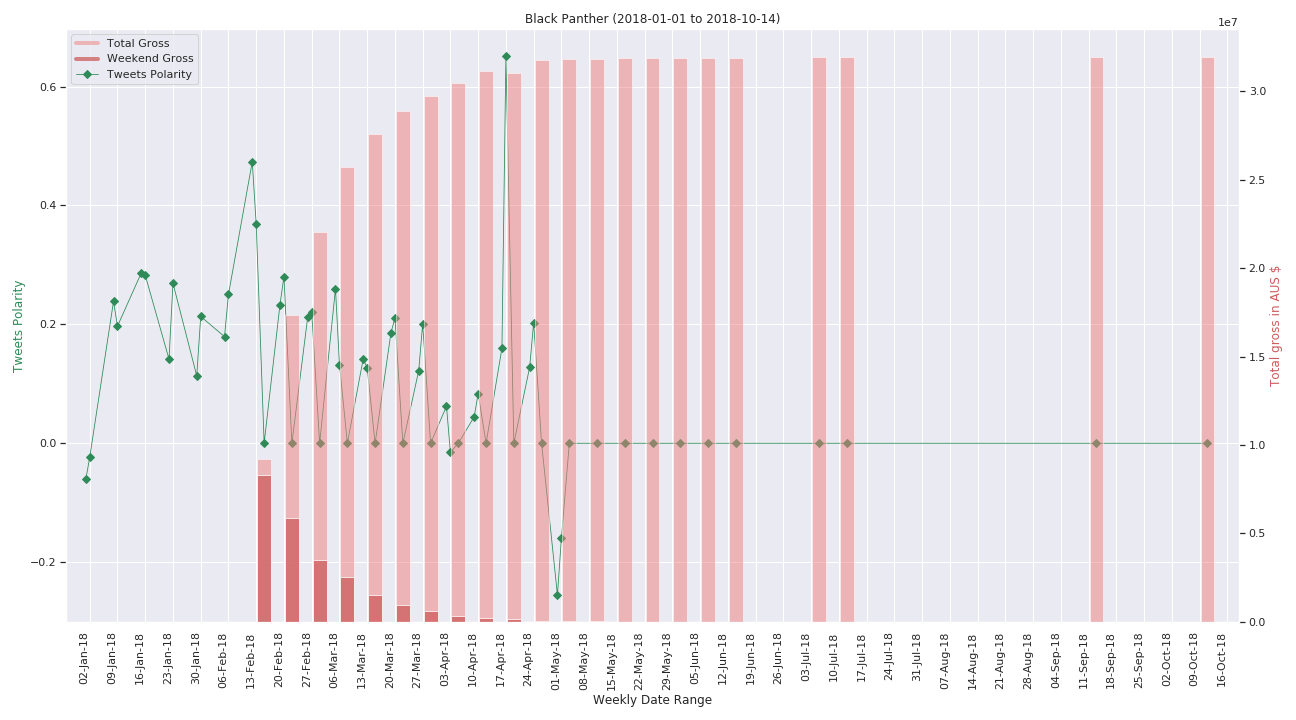 Black Panther (2018-01-01 to 2018-10-14)
1e7
Total Gross
Weekend Gross
Tweets Polarity
0.6
0.4
0.2
0.0
−0.2
Tweets Polarity
3.0
2.5
2.0
1.5
1.0
0.5
0.0
Total gross in AUS $
02-Jan-18
09-Jan-18
16-Jan-18
23-Jan-18
30-Jan-18
06-Feb-18
13-Feb-18
20-Feb-18
27-Feb-18
06-Mar-18
13-Mar-18
20-Mar-18
27-Mar-18
03-Apr-18
10-Apr-18
17-Apr-18
24-Apr-18
01-May-18
08-May-18
15-May-18
22-May-18
29-May-18
05-Jun-18
12-Jun-18
19-Jun-18
26-Jun-18
03-Jul-18
10-Jul-18
17-Jul-18
24-Jul-18
31-Jul-18
07-Aug-18
14-Aug-18
21-Aug-18
28-Aug-18
04-Sep-18
11-Sep-18
18-Sep-18
25-Sep-18
02-Oct-18
09-Oct-18
16-Oct-18
Weekly Date Range